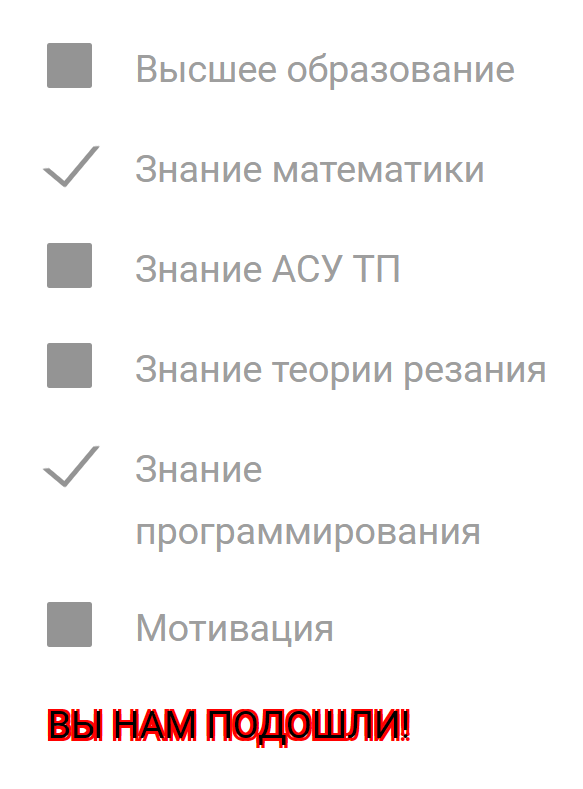 Высшее образование
Знание математики
Знание АСУ ТП
Знание теории резания
Знание
программирования
Мотивация
ВЫ НАМ ПОДОШЛИ!